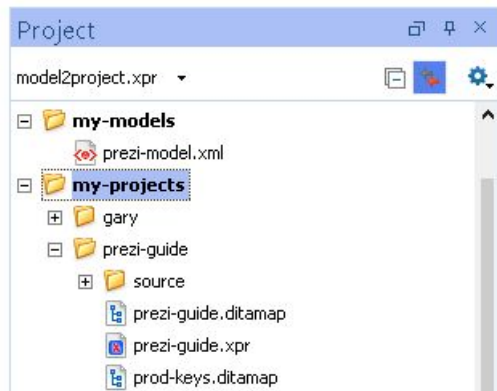 Project
model2project.xpr
my-models
prezi-model.xml
my-projects
gary
prezi-guide
source
prezi-guide.ditamap
prezi-guide.xpr
prod-keys.ditamap